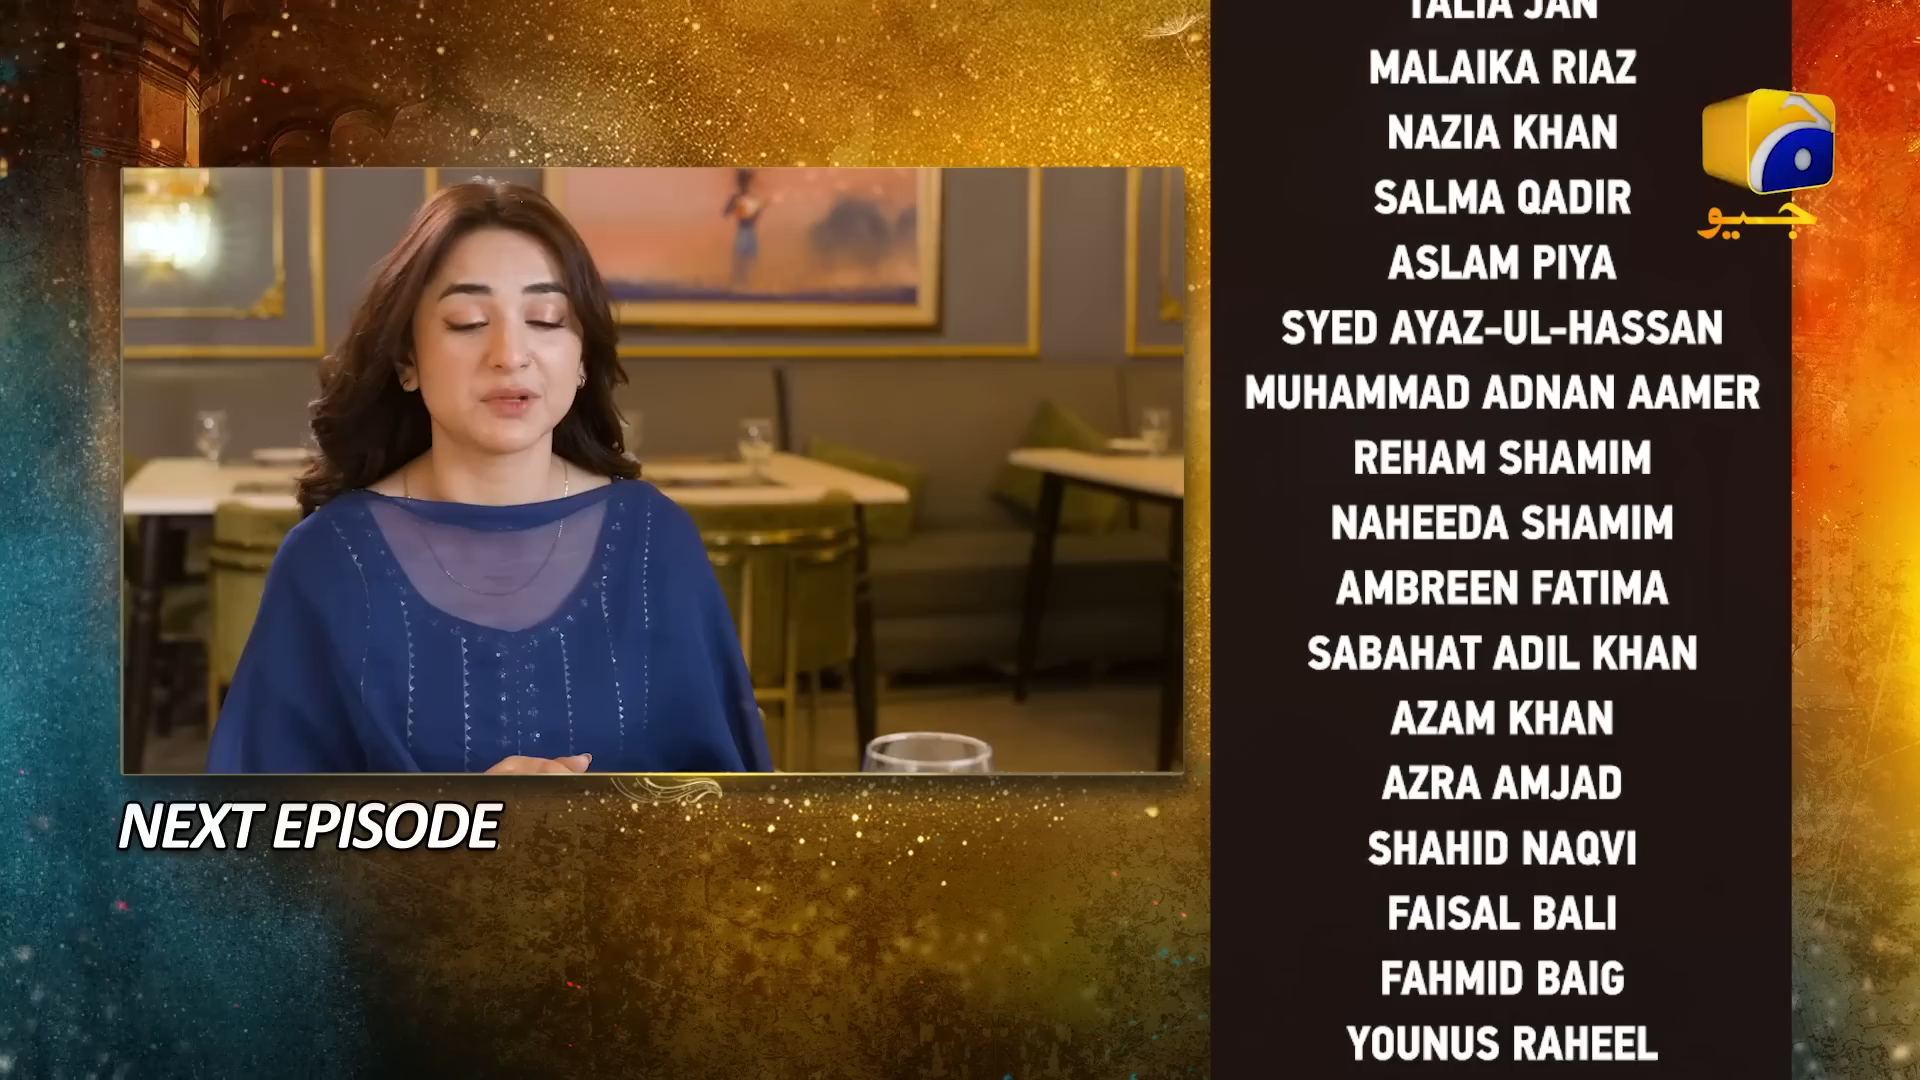 TALIA JAN
MALAIKA RIAZ
NAZIA KHAN
SALMA QADIR
ASLAM PIYA
SYED AYAZ-UL-HASSAN
MUHAMMAD ADNAN AAMER
REHAM SHAMIM
NAHEEDA SHAMIM
AMBREEN FATIMA
SABAHAT ADIL KHAN
AZAM KHAN
AZRA AMJAD
SHAHID NAQVI
FAISAL BALI
FAHMID BAIG
YOUNUS RAHEEL
جیو
NEXT EPISODE